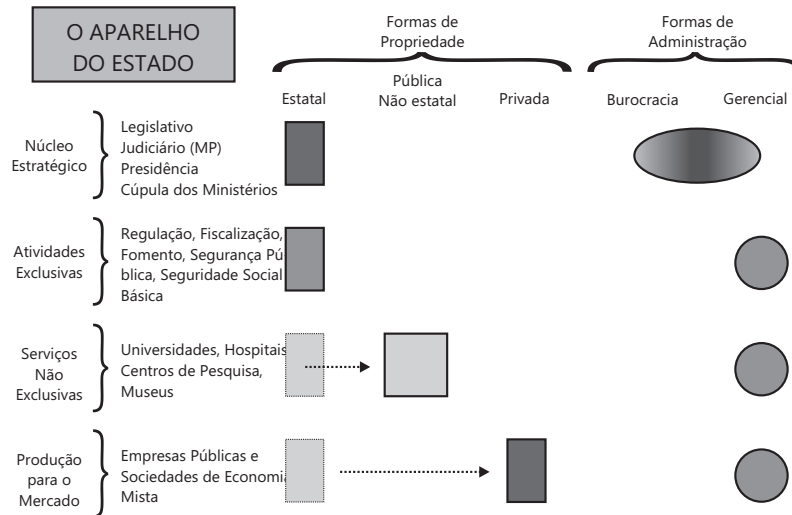 O APARELHO
DO ESTADO
Formas de
Propriedade
Formas de
Administração
Estatal
Pública
Não estatal
Privada
Burocracia
Gerencial
Núcleo
Estratégico
Legislativo
Judiciário (MP)
Presidência
Cúpula dos Ministérios
Atividades
Exclusivas
Regulação, Fiscalização,
Fomento, Segurança Pú
blica, Seguridade Social
Básica
Serviços
Não
Exclusivas
Universidades, Hospitais
Centros de Pesquisa,
Museus
Produção
para o
Mercado
Empresas Públicas e
Sociedades de Economia
Mista